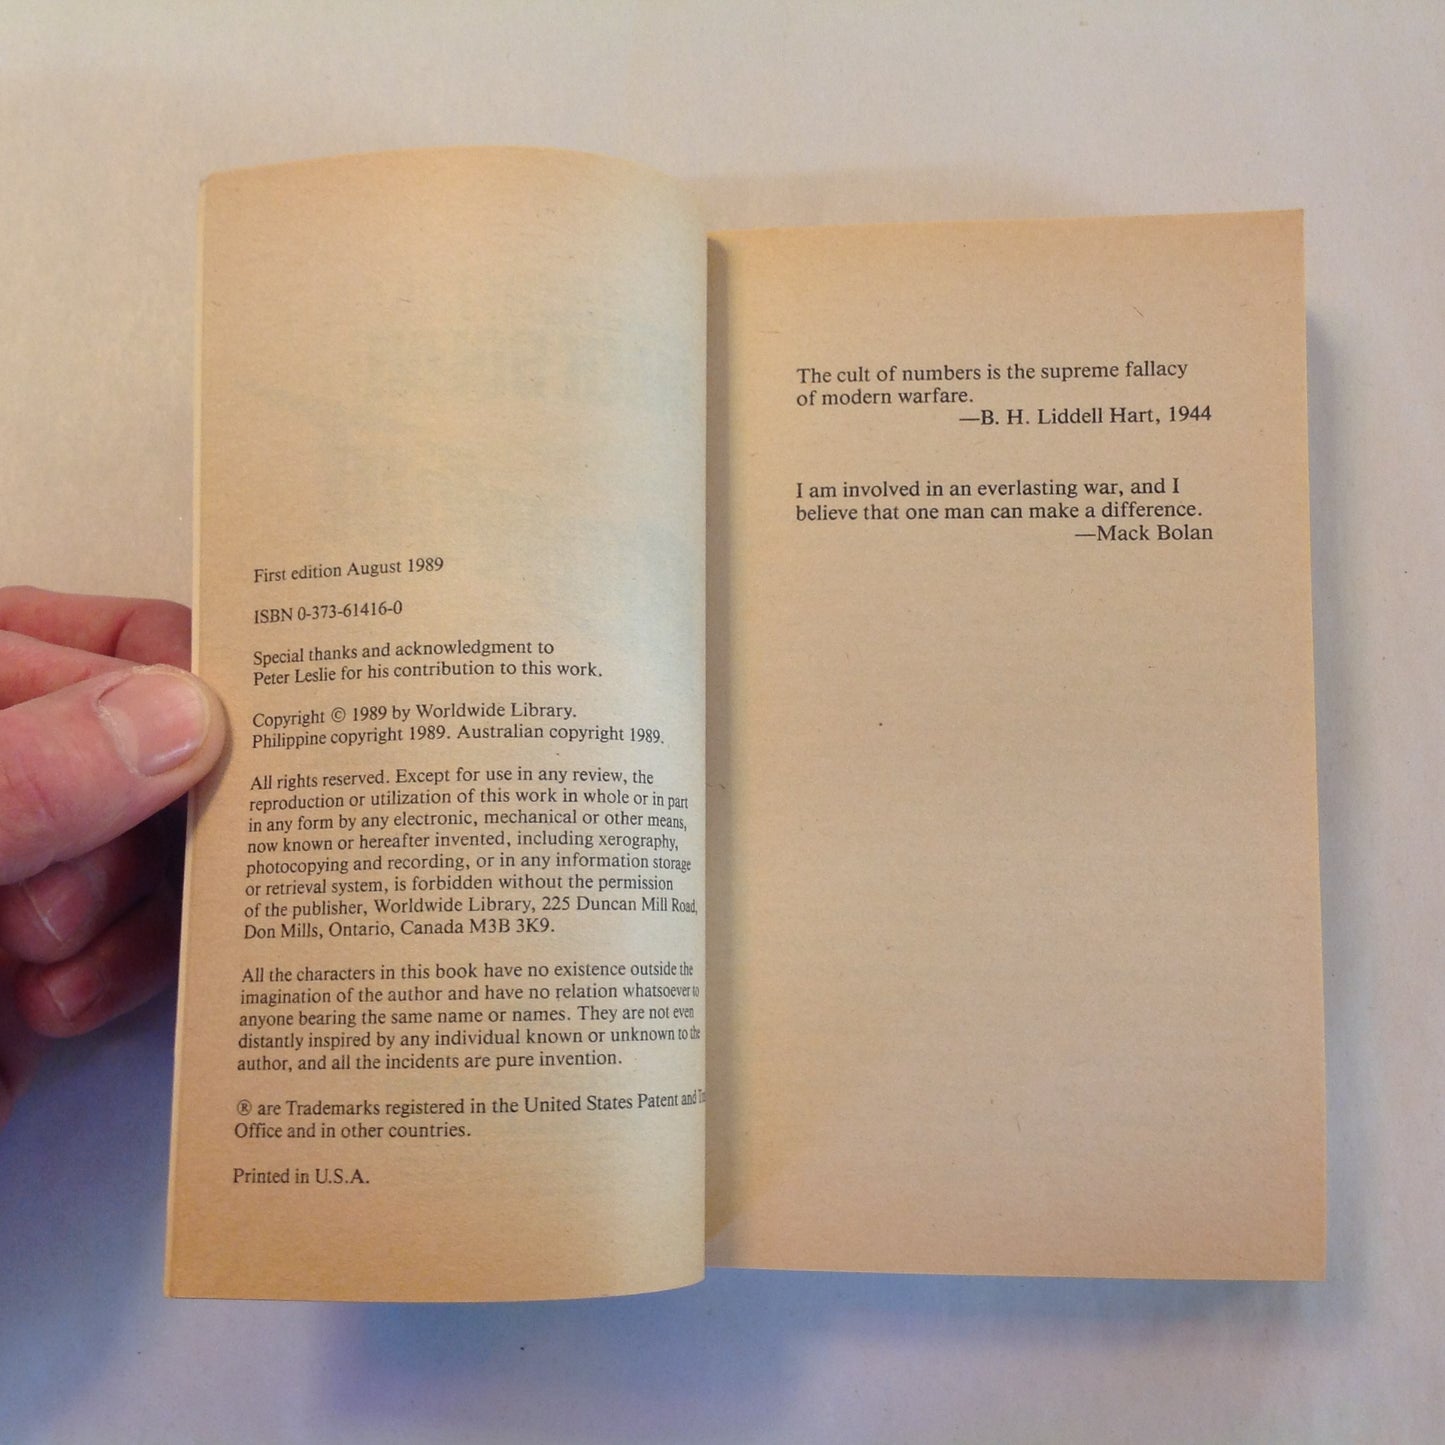 First edition August 1989
ISBN 0-373-61416-0
Special thanks and acknowledgment to
Peter Leslie for his contribution to this work.
Copyright © 1989 by Worldwide Library.
Philippine copyright 1989. Australian copyright 1989.
All rights reserved. Except for use in any review, the
reproduction or utilization of this work in whole or in part
in any form by any electronic, mechanical or other means,
now known or hereafter invented, including xerography,
photocopying and recording, or in any information storage
or retrieval system, is forbidden without the permission
of the publisher, Worldwide Library, 225 Duncan Mill Road,
Don Mills, Ontario, Canada M3B 3K9.
All the characters in this book have no existence outside the
imagination of the author and have no relation whatsoever to
anyone bearing the same name or names. They are not even
distantly inspired by any individual known or unknown to the
author, and all the incidents are pure invention.
® are Trademarks registered in the United States Patent and
Office and in other countries.
Printed in U.S.A.
The cult of numbers is the supreme fallacy
of modern warfare.
—B. H. Liddell Hart, 1944
I am involved in an everlasting war, and I
believe that one man can make a difference.
—Mack Bolan